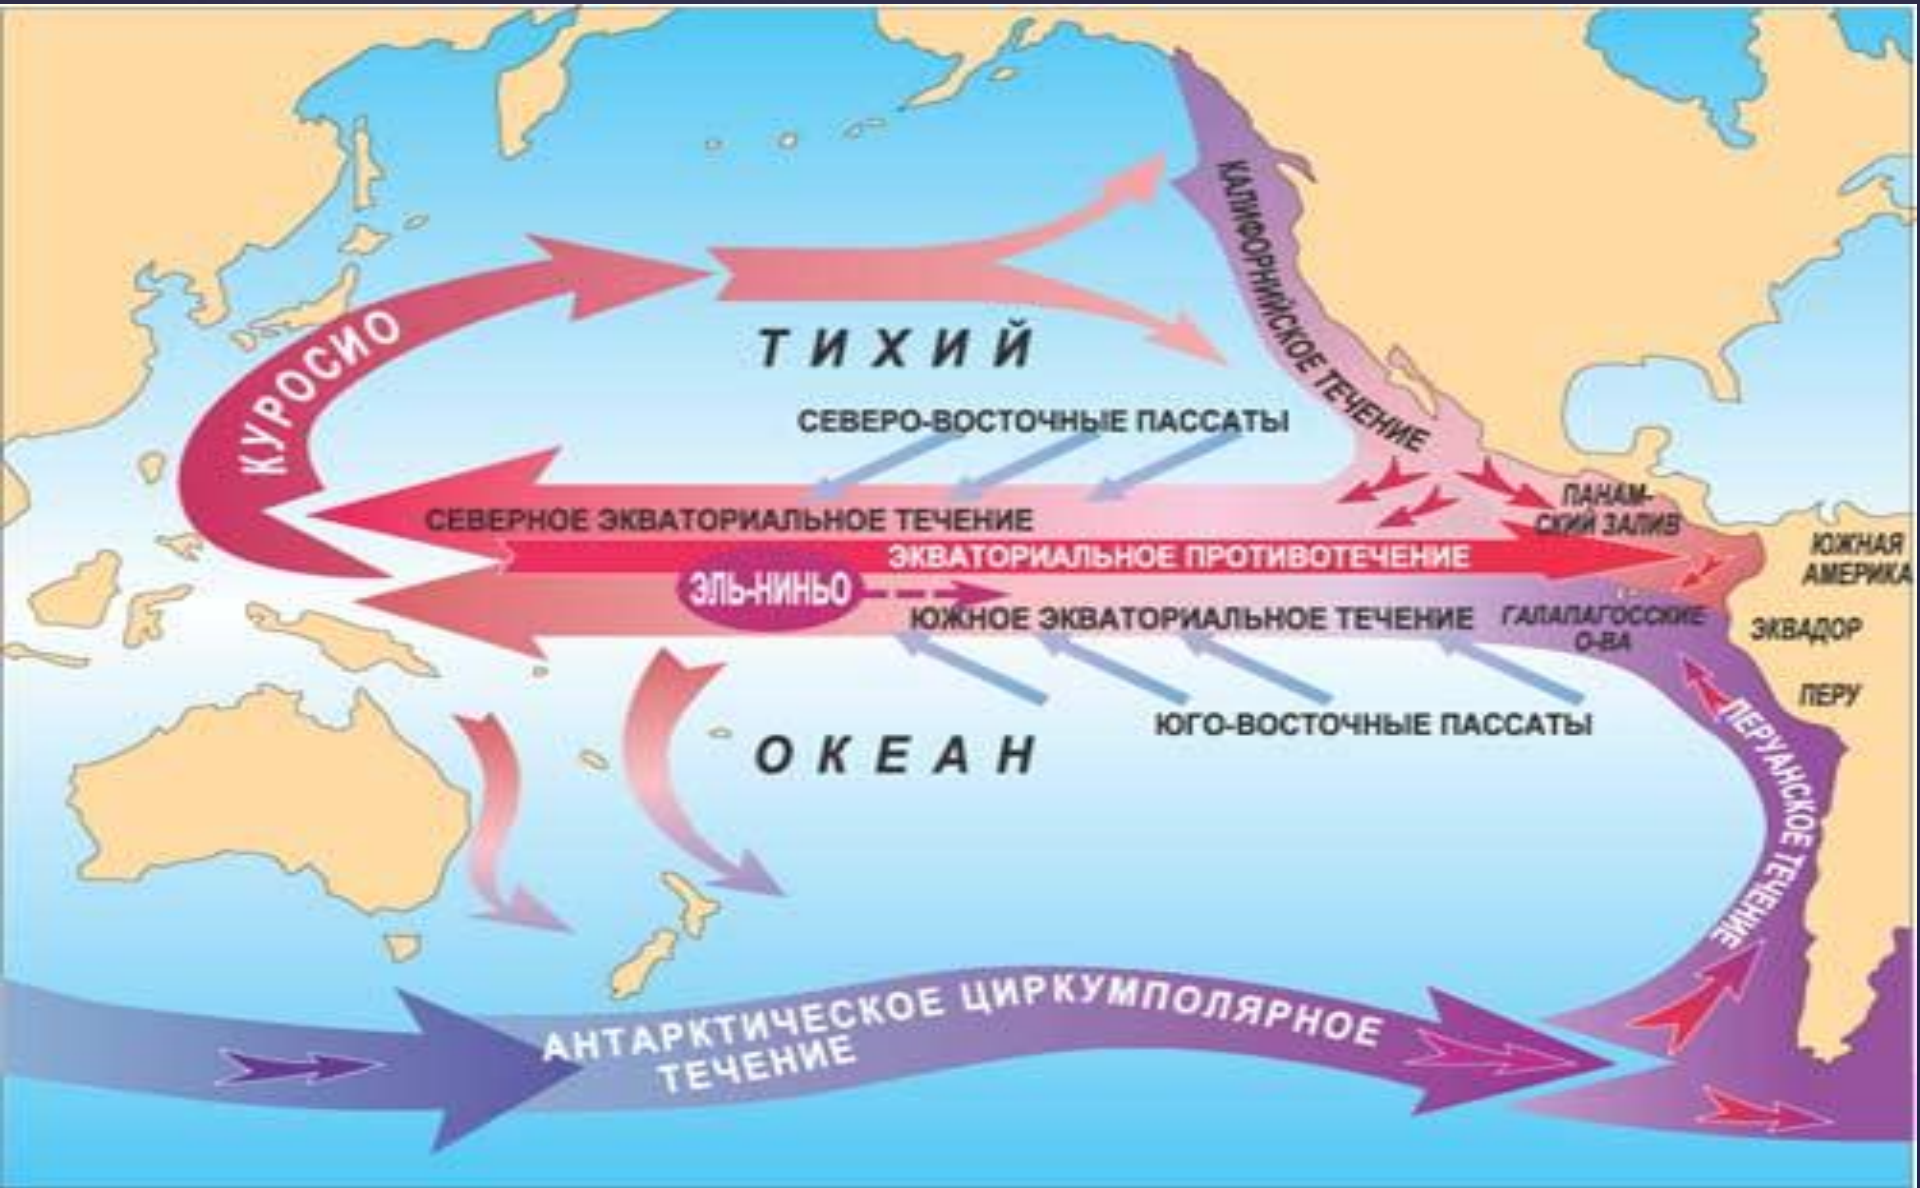 КАЛИФОРНИЙСКОЕ ТЕЧЕНИЕ
КУРОСИО
ТИХИЙ
СЕВЕРО-ВОСТОЧНЫЕ ПАССАТЫ
СЕВЕРНОЕ ЭКВАТОРИАЛЬНОЕ ТЕЧЕНИЕ
ПАНАМ-
СКИЙ ЗАЛИВ
ЭКВАТОРИАЛЬНОЕ ПРОТИВОТЕЧЕНИЕ
ЮЖНАЯ
АМЕРИКА
ЭЛЬ-НИНЬО
ЮЖНОЕ ЭКВАТОРИАЛЬНОЕ ТЕЧЕНИЕ
ГАЛАПАГОССКИЕ
О-ВА
ЭКВАДОР
ПЕРУ
ЮГО-ВОСТОЧНЫЕ ПАССАТЫ
ОКЕАН
ПЕРУАНСКОЕ ТЕЧЕНИЕ
АНТАРКТИЧЕСКОЕ ЦИРКУМПОЛЯРНОЕ
ТЕЧЕНИЕ